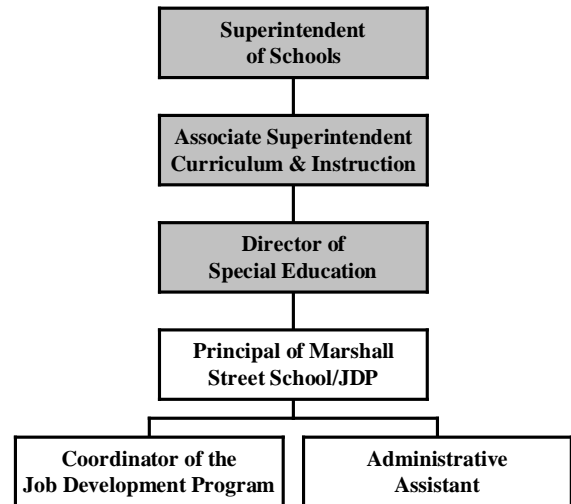 Superintendent
of Schools
Associate Superintendent
Curriculum & Instruction
Director of
Special Education
Principal of Marshall
Street School/JDP
Coordinator of the
Job Development Program
Administrative
Assistant